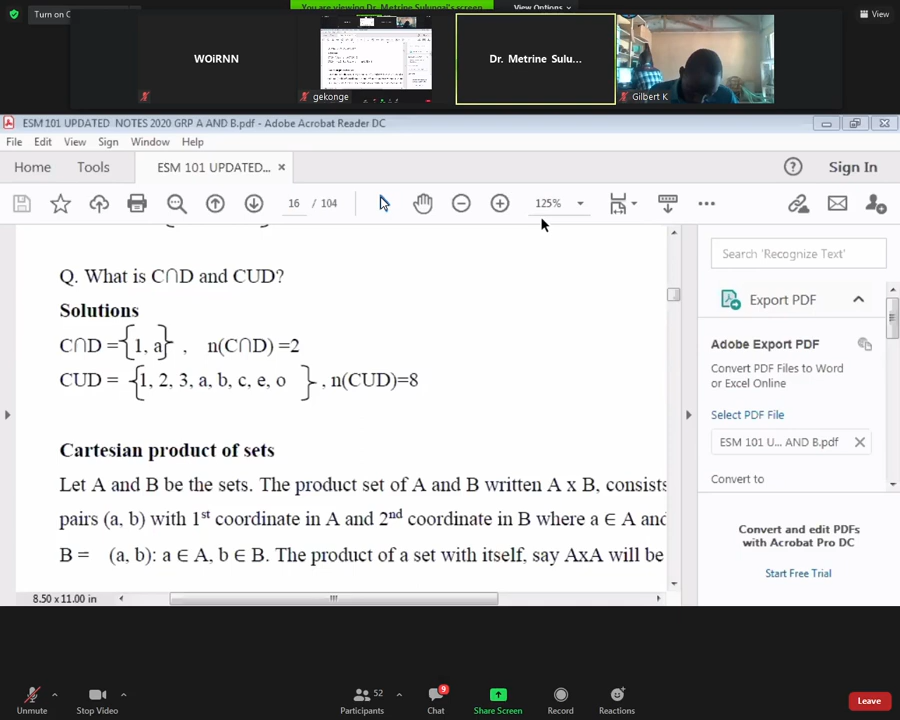 You are viewing Dr. Metrine Sulungai's screen
View Options
Turn on C
View
WOiRNN
gekonge
Dr. Metrine Sulu...
Gilbert K
ESM 101 UPDATED NOTES 2020 GRP A AND B.pdf - Adobe Acrobat Reader DC
File Edit View Sign Window Help
Home Tools ESM 101 UPDATED... × Sign In
16 / 104 125%
Q. What is C∩D and CUD?
Solutions
C∩D = {1, a} , n(C∩D) =2
CUD = {1, 2, 3, a, b, c, e, o } , n(CUD)=8
Cartesian product of sets
Let A and B be the sets. The product set of A and B written A x B, consists
pairs (a, b) with 1st coordinate in A and 2nd coordinate in B where a ∈ A and
B = (a, b): a ∈ A, b ∈ B. The product of a set with itself, say AxA will be
8.50 x 11.00 in
Search 'Recognize Text'
Export PDF
Adobe Export PDF
Convert PDF Files to Word
or Excel Online
Select PDF File
ESM 101 U... AND B.pdf ×
Convert to
Convert and edit PDFs
with Acrobat Pro DC
Start Free Trial
Unmute
Stop Video
52
Participants
9
Chat
Share Screen
Record
Reactions
Leave